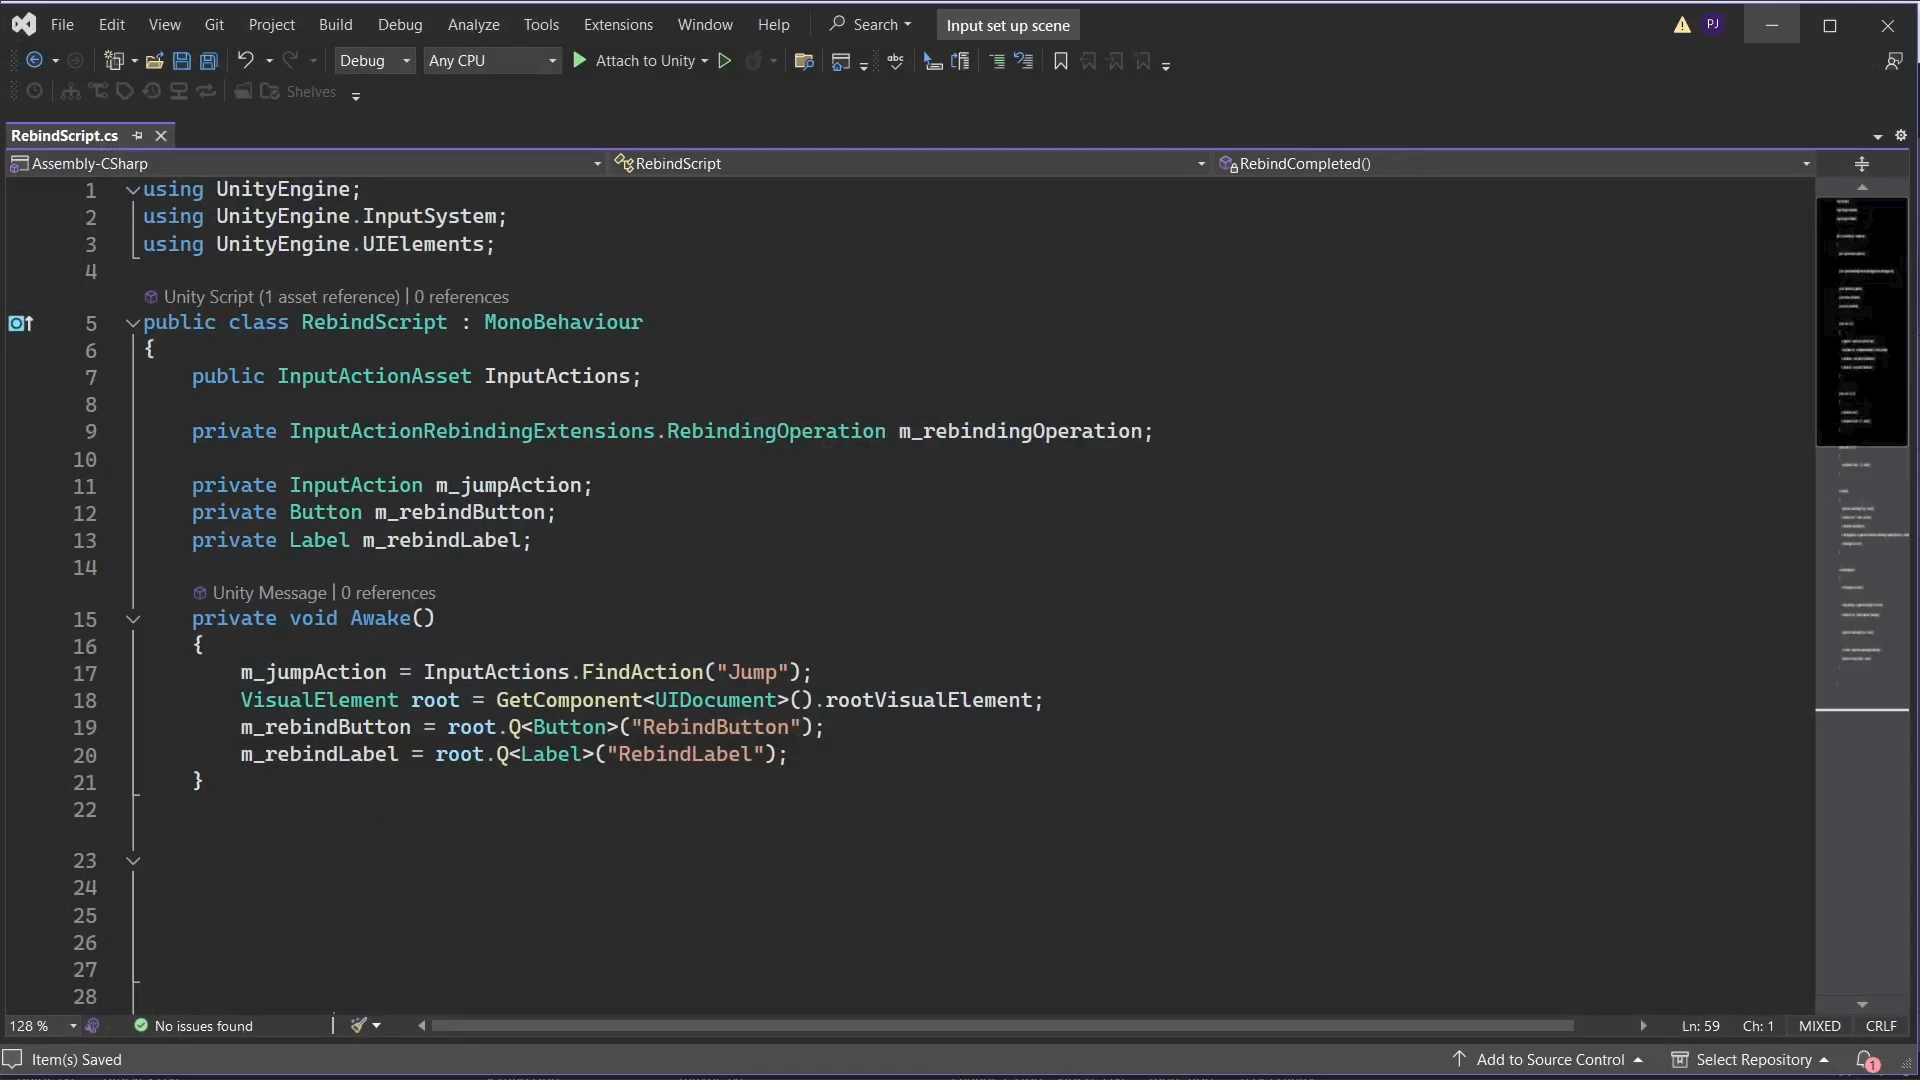 File Edit View Git Project Build Debug Analyze Tools Extensions Window Help Search Input set up scene PJ
Debug Any CPU Attach to Unity abc
Shelves
RebindScript.cs
Assembly-CSharp RebindScript RebindCompleted()
1 using UnityEngine;
2 using UnityEngine.InputSystem;
3 using UnityEngine.UIElements;
4
Unity Script (1 asset reference) | 0 references
5 public class RebindScript : MonoBehaviour
6 {
7 public InputActionAsset InputActions;
8
9 private InputActionRebindingExtensions.RebindingOperation m_rebindingOperation;
10
11 private InputAction m_jumpAction;
12 private Button m_rebindButton;
13 private Label m_rebindLabel;
14
Unity Message | 0 references
15 private void Awake()
16 {
17 m_jumpAction = InputActions.FindAction("Jump");
18 VisualElement root = GetComponent<UIDocument>().rootVisualElement;
19 m_rebindButton = root.Q<Button>("RebindButton");
20 m_rebindLabel = root.Q<Label>("RebindLabel");
21 }
22
23
24
25
26
27
28
128 % No issues found Ln: 59 Ch: 1 MIXED CRLF
Item(s) Saved Add to Source Control Select Repository 1